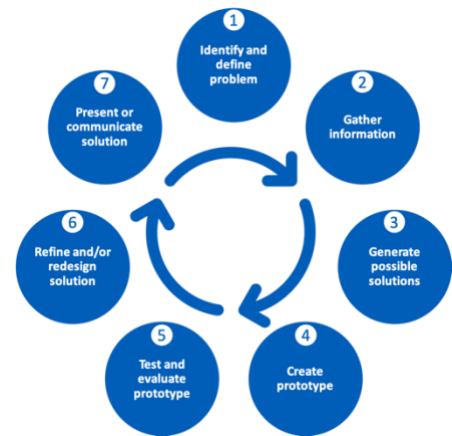 1
Identify and
define
problem
2
Gather
information
3
Generate
possible
solutions
4
Create
prototype
5
Test and
evaluate
prototype
6
Refine and/or
redesign
solution
7
Present or
communicate
solution